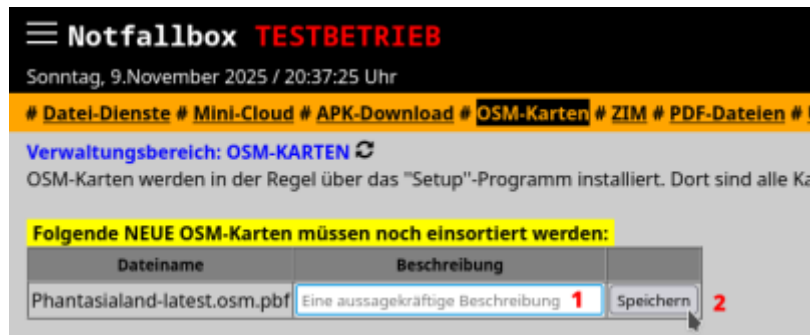 Notfallbox TESTBETRIEB
Sonntag, 9.November 2025 / 20:37:25 Uhr
# Datei-Dienste # Mini-Cloud # APK-Download # OSM-Karten # ZIM # PDF-Dateien #
Verwaltungsbereich: OSM-KARTEN
OSM-Karten werden in der Regel über das "Setup"-Programm installiert. Dort sind alle
Folgende NEUE OSM-Karten müssen noch einsortiert werden:
Dateiname Beschreibung
Phantasialand-latest.osm.pbf Eine aussagekräftige Beschreibung 1 Speichern 2